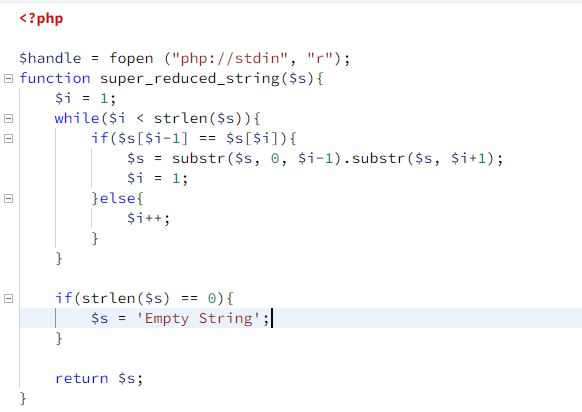 <?php
$handle = fopen ("php://stdin", "r");
function super_reduced_string($s){
    $i = 1;
    while($i < strlen($s)){
        if($s[$i-1] == $s[$i]){
            $s = substr($s, 0, $i-1).substr($s, $i+1);
            $i = 1;
        }else{
            $i++;
        }
    }
    if(strlen($s) == 0){
        $s = 'Empty String';
    }
    return $s;
}